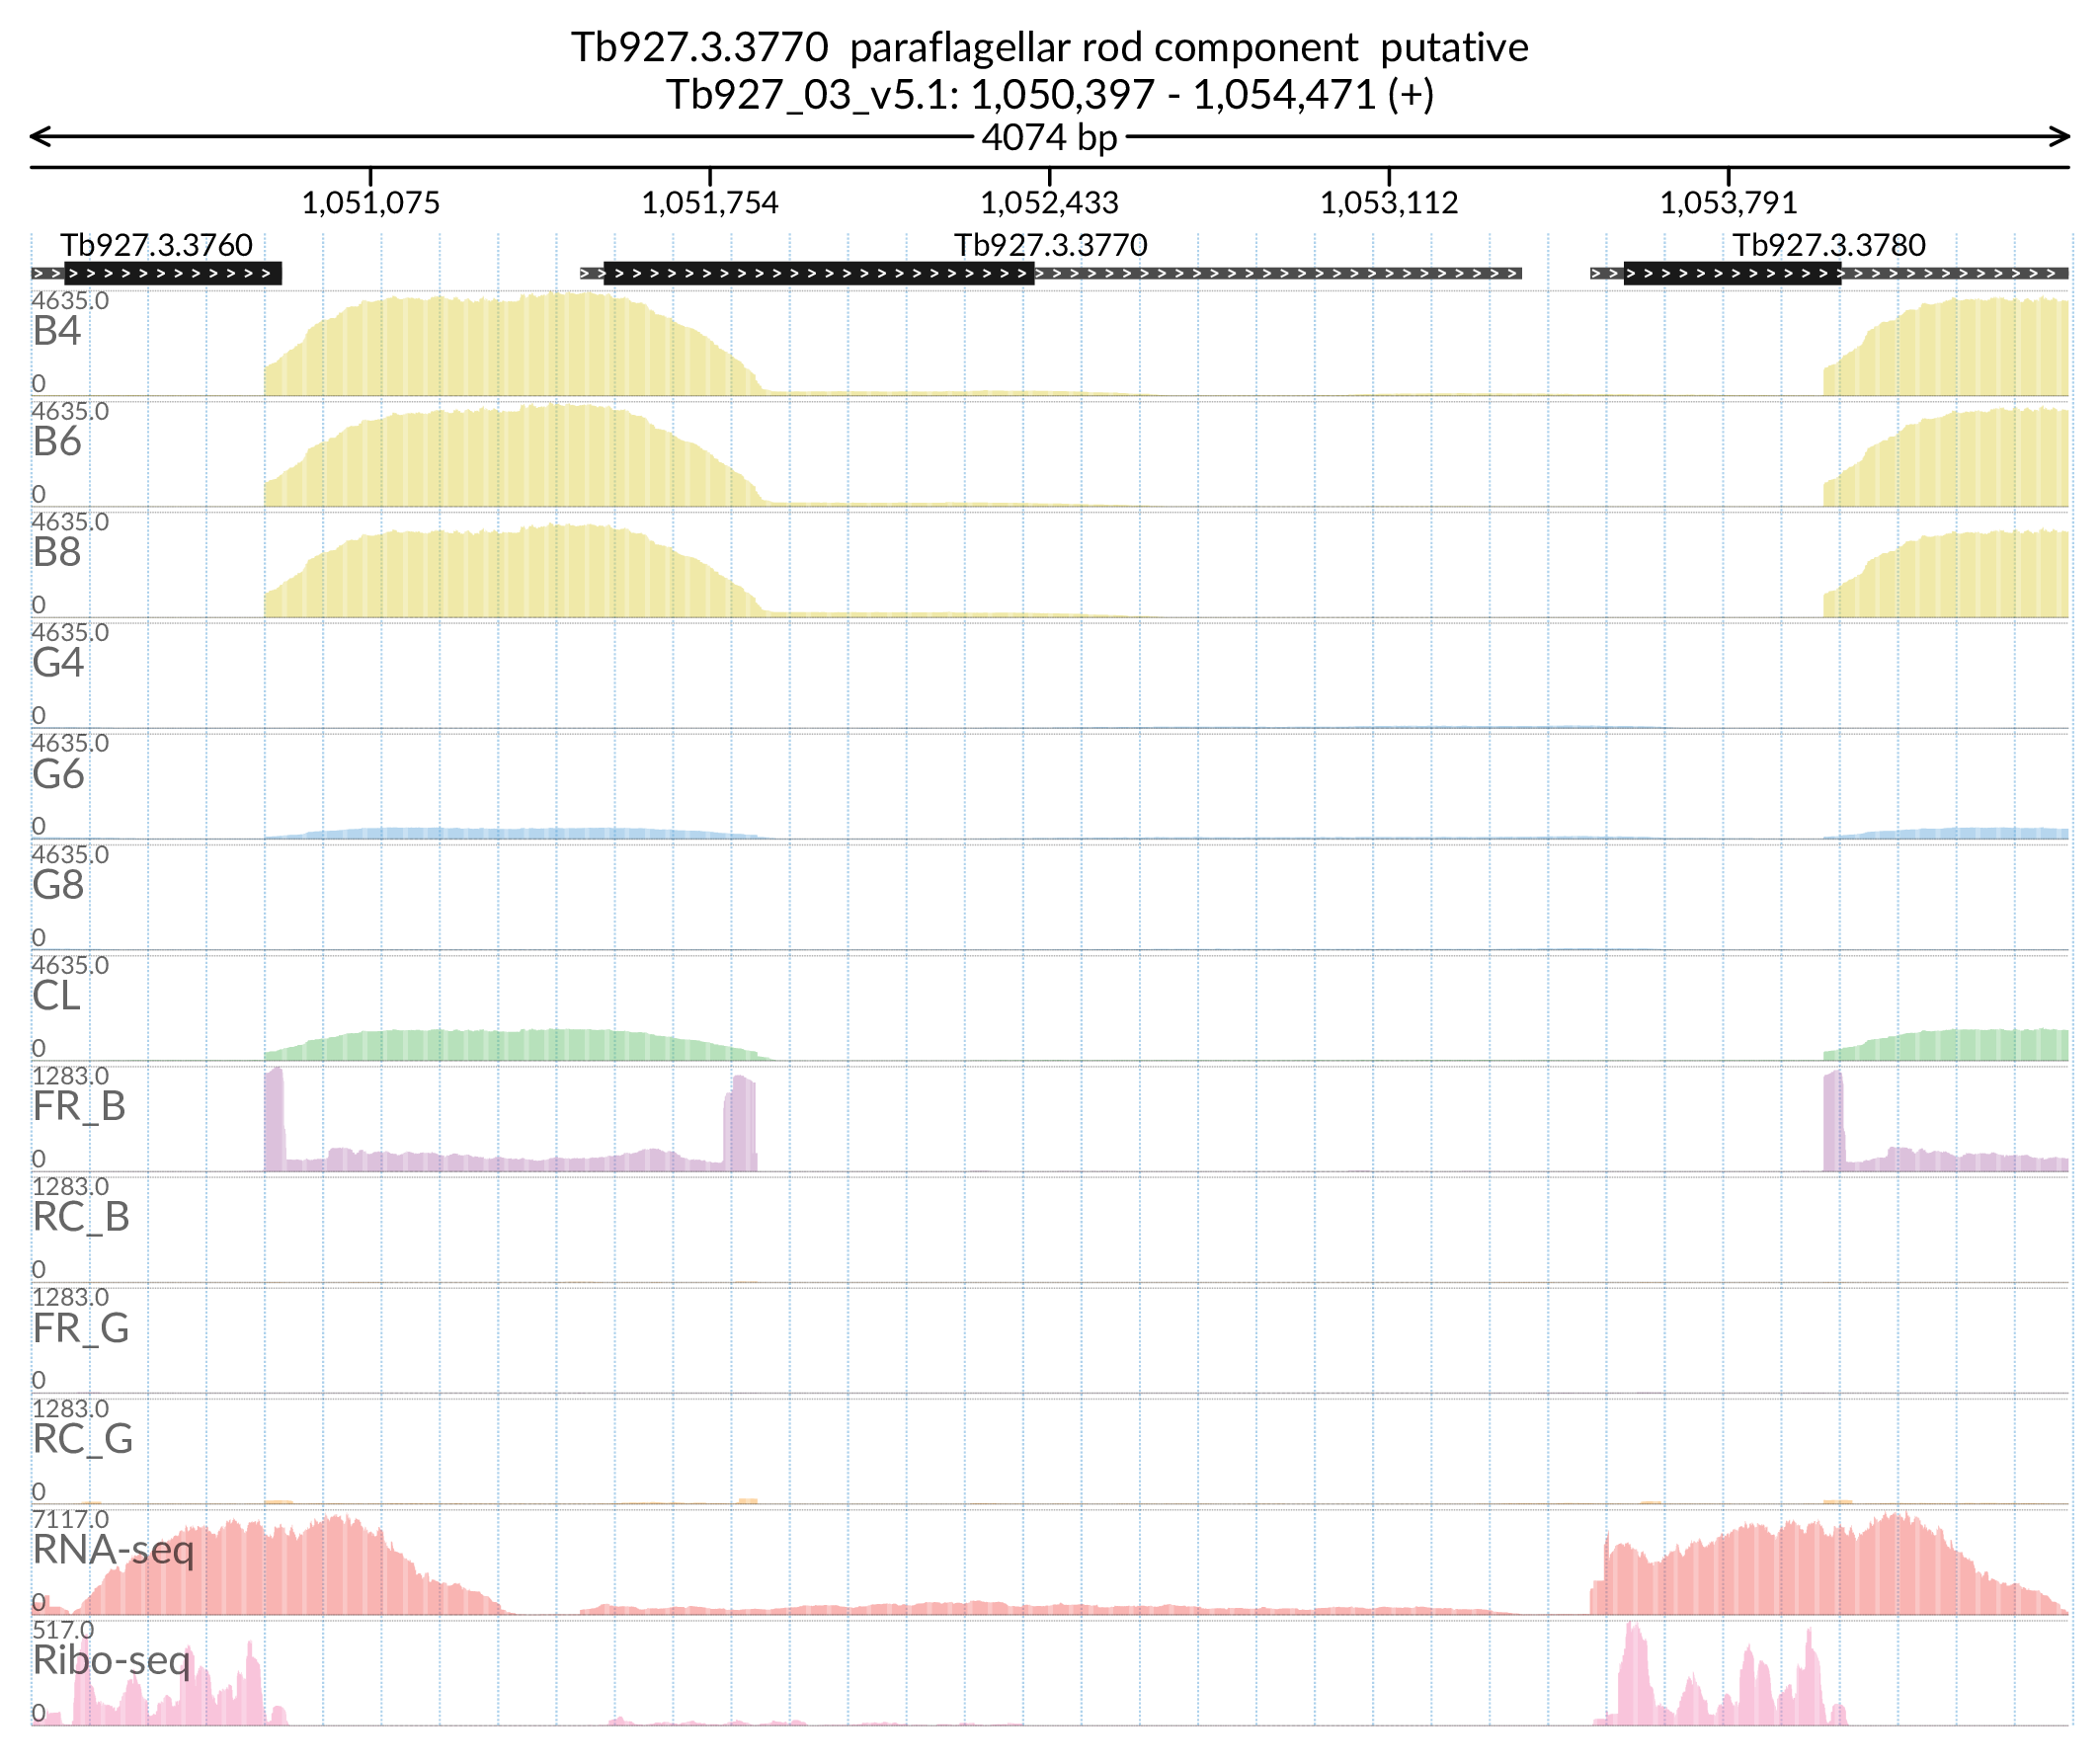 Tb927.3.3770 paraflagellar rod component putative
Tb927_03_v5.1: 1,050,397 - 1,054,471 (+)
4074 bp
1,051,075 1,051,754 1,052,433 1,053,112 1,053,791
Tb927.3.3760 Tb927.3.3770 Tb927.3.3780
4635.0
B4
0
4635.0
B6
0
4635.0
B8
0
4635.0
G4
0
4635.0
G6
0
4635.0
G8
0
4635.0
CL
0
1283.0
FR_B
0
1283.0
RC_B
0
1283.0
FR_G
0
1283.0
RC_G
0
7117.0
RNA-seq
0
517.0
Ribo-seq
0